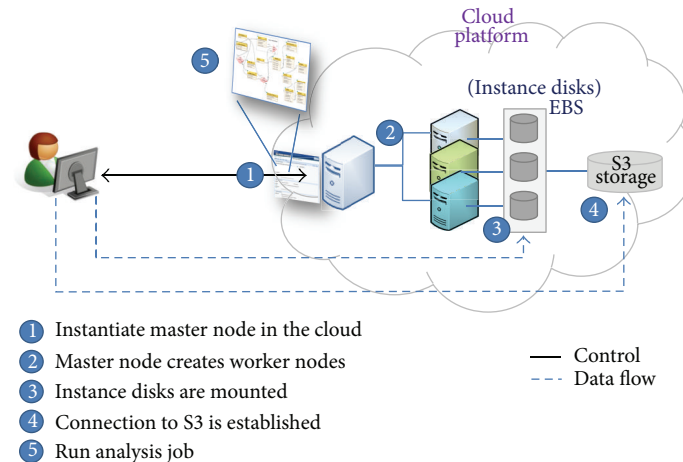 Cloud
platform
5
(Instance disks)
EBS
2
S3
storage
1
4
3
1 Instantiate master node in the cloud
2 Master node creates worker nodes
3 Instance disks are mounted
4 Connection to S3 is established
5 Run analysis job
Control
Data flow